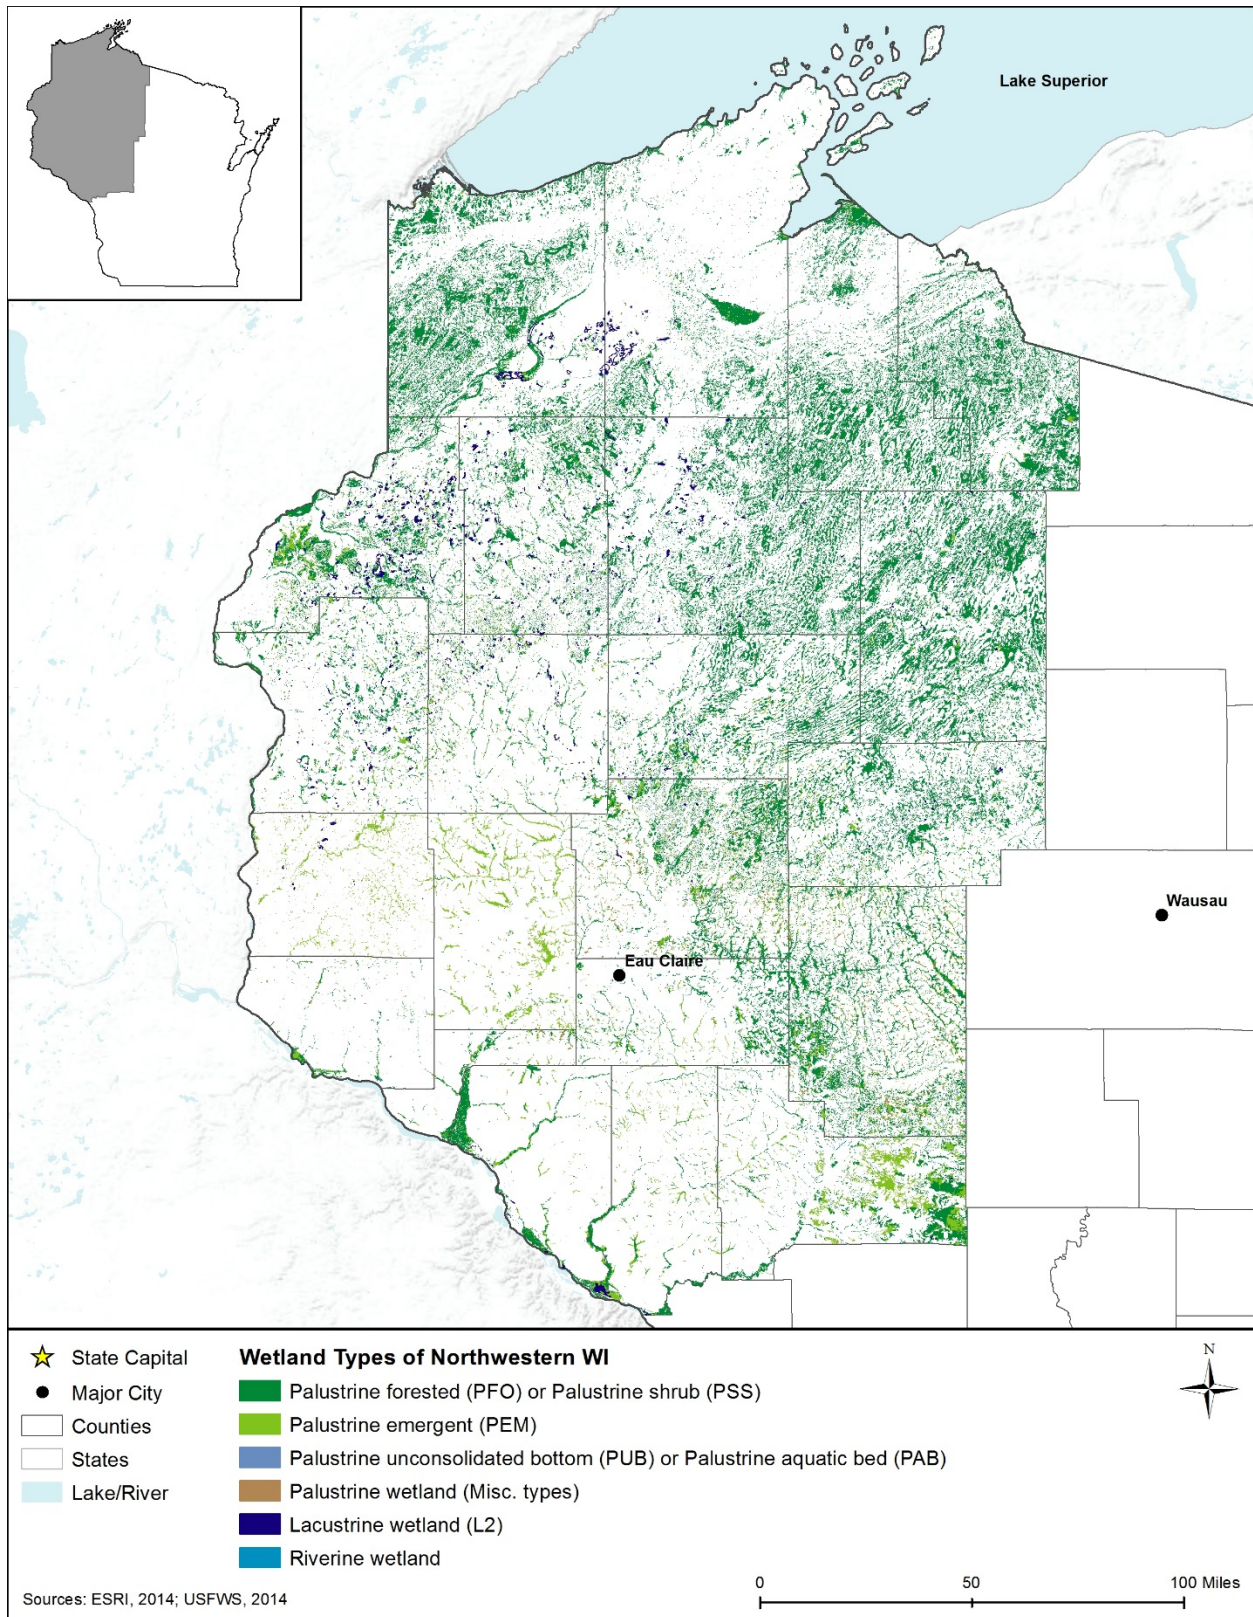 Lake Superior
Wausau
Eau Claire
State Capital
Major City
Counties
States
Lake/River
Wetland Types of Northwestern WI
Palustrine forested (PFO) or Palustrine shrub (PSS)
Palustrine emergent (PEM)
Palustrine unconsolidated bottom (PUB) or Palustrine aquatic bed (PAB)
Palustrine wetland (Misc. types)
Lacustrine wetland (L2)
Riverine wetland
N
0 50 100 Miles
Sources: ESRI, 2014; USFWS, 2014